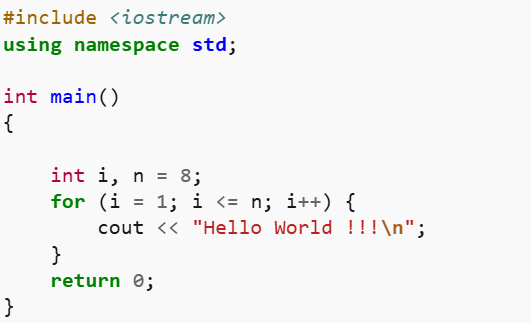 #include <iostream>
using namespace std;
int main()
{
int i, n = 8;
for (i = 1; i <= n; i++) {
cout << "Hello World !!!\n";
}
return 0;
}